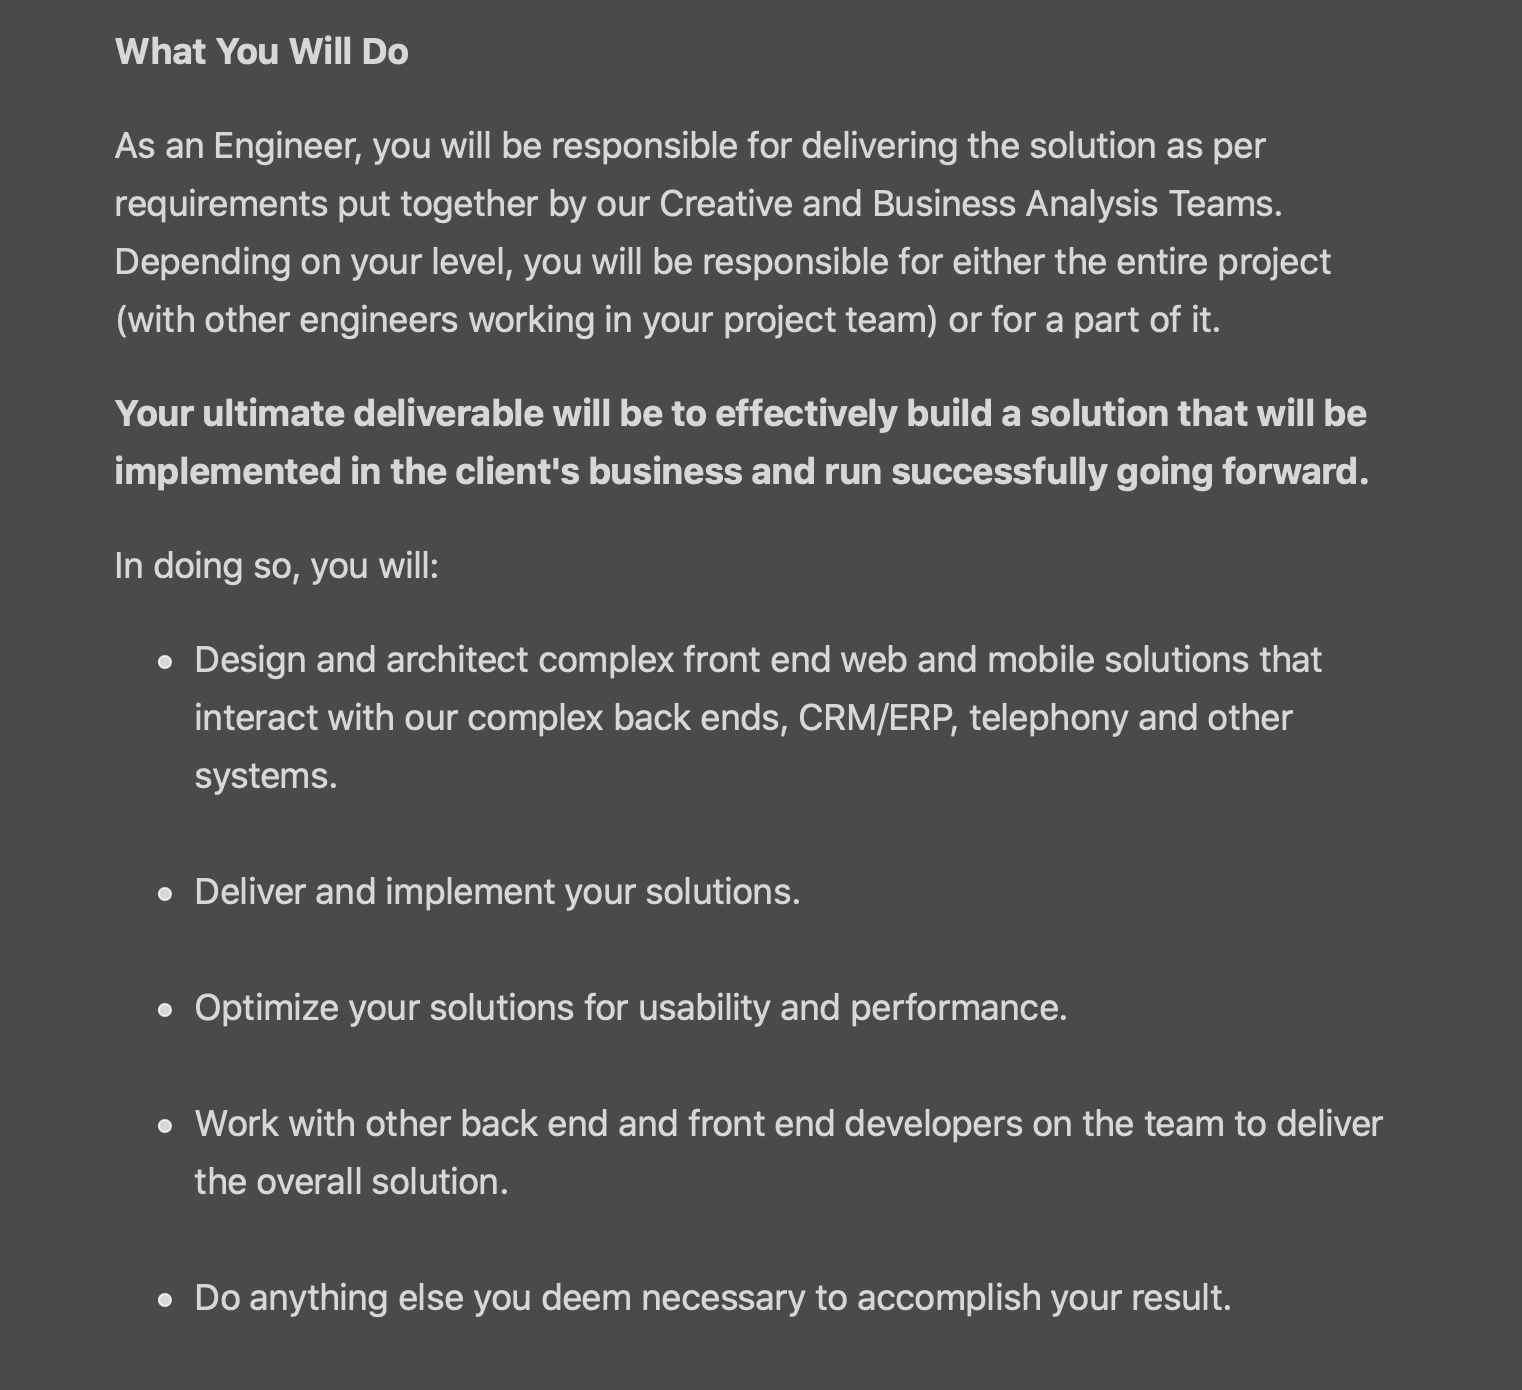 What You Will Do
As an Engineer, you will be responsible for delivering the solution as per
requirements put together by our Creative and Business Analysis Teams.
Depending on your level, you will be responsible for either the entire project
(with other engineers working in your project team) or for a part of it.
Your ultimate deliverable will be to effectively build a solution that will be
implemented in the client's business and run successfully going forward.
In doing so, you will:
• Design and architect complex front end web and mobile solutions that
interact with our complex back ends, CRM/ERP, telephony and other
systems.
• Deliver and implement your solutions.
• Optimize your solutions for usability and performance.
• Work with other back end and front end developers on the team to deliver
the overall solution.
• Do anything else you deem necessary to accomplish your result.